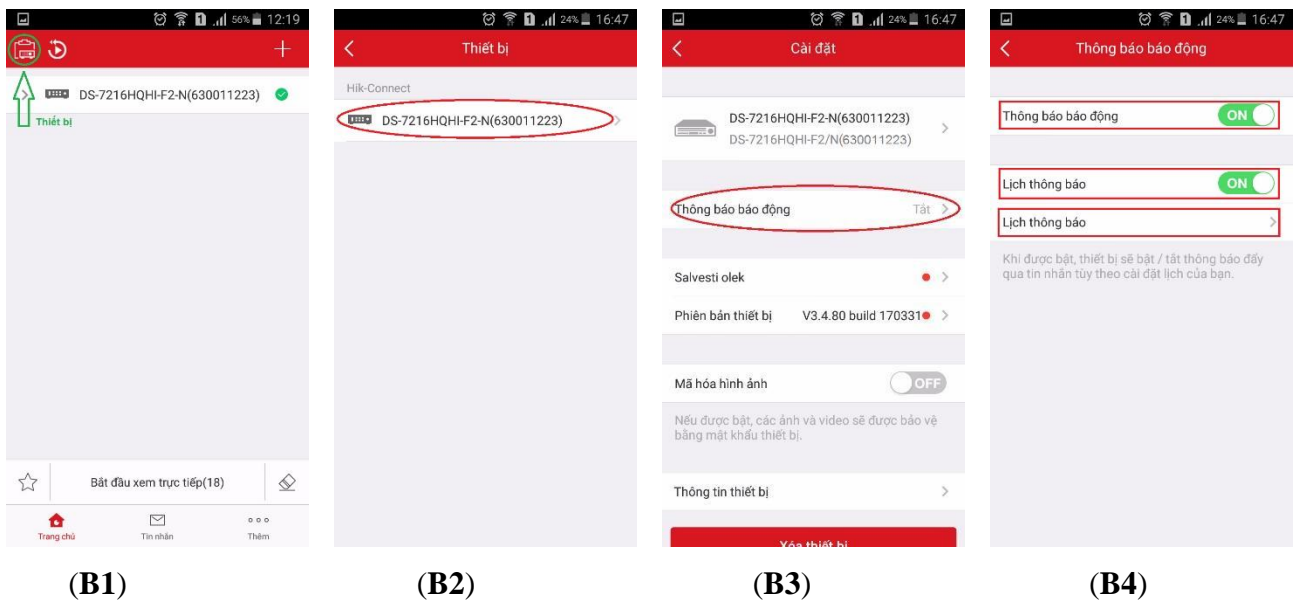 1 56% 12:19
DS-7216HQHI-F2-N(630011223)
Thiết bị
Bắt đầu xem trực tiếp(18)
Trang chủ Tin nhắn Thêm
(B1)
1 24% 16:47
Thiết bị
Hik-Connect
DS-7216HQHI-F2-N(630011223)
(B2)
1 24% 16:47
Cài đặt
DS-7216HQHI-F2-N(630011223)
DS-7216HQHI-F2/N(630011223)
Thông báo báo động Tắt
Salvesti olek
Phiên bản thiết bị V3.4.80 build 170331
Mã hóa hình ảnh OFF
Nếu được bật, các ảnh và video sẽ được bảo vệ
bằng mật khẩu thiết bị.
Thông tin thiết bị
Xóa thiết bị
(B3)
1 24% 16:47
Thông báo báo động
Thông báo báo động ON
Lịch thông báo ON
Lịch thông báo
Khi được bật, thiết bị sẽ bật / tắt thông báo đẩy
qua tin nhắn tùy theo cài đặt lịch của bạn.
(B4)